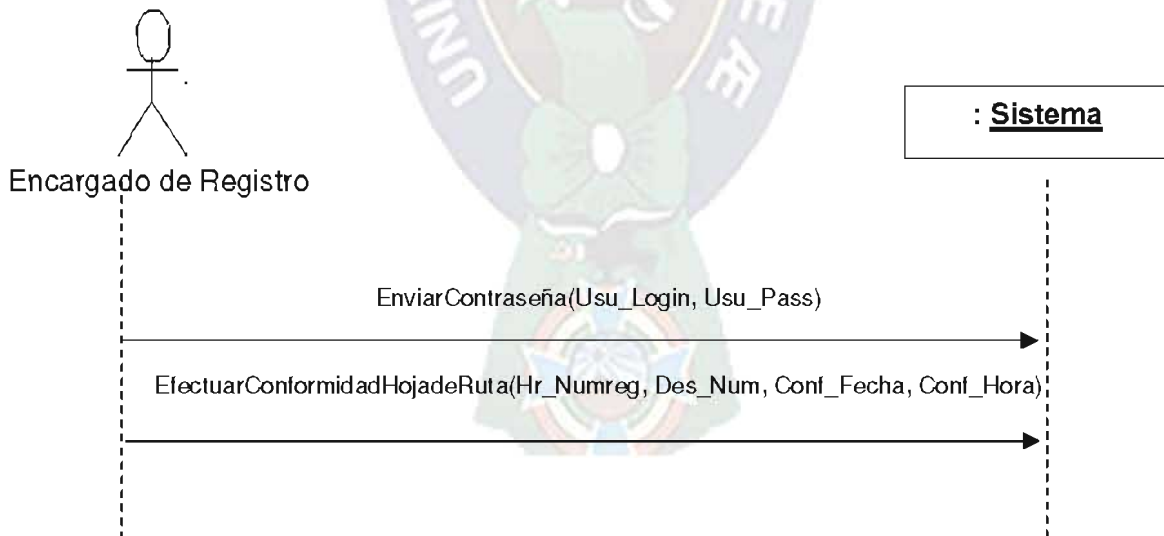 : Sistema
Encargado de Registro
EnviarContraseña(Usu_Login, Usu_Pass)
EfectuarConformidadHojadeRuta(Hr_Numreg, Des_Num, Conf_Fecha, Conf_Hora)